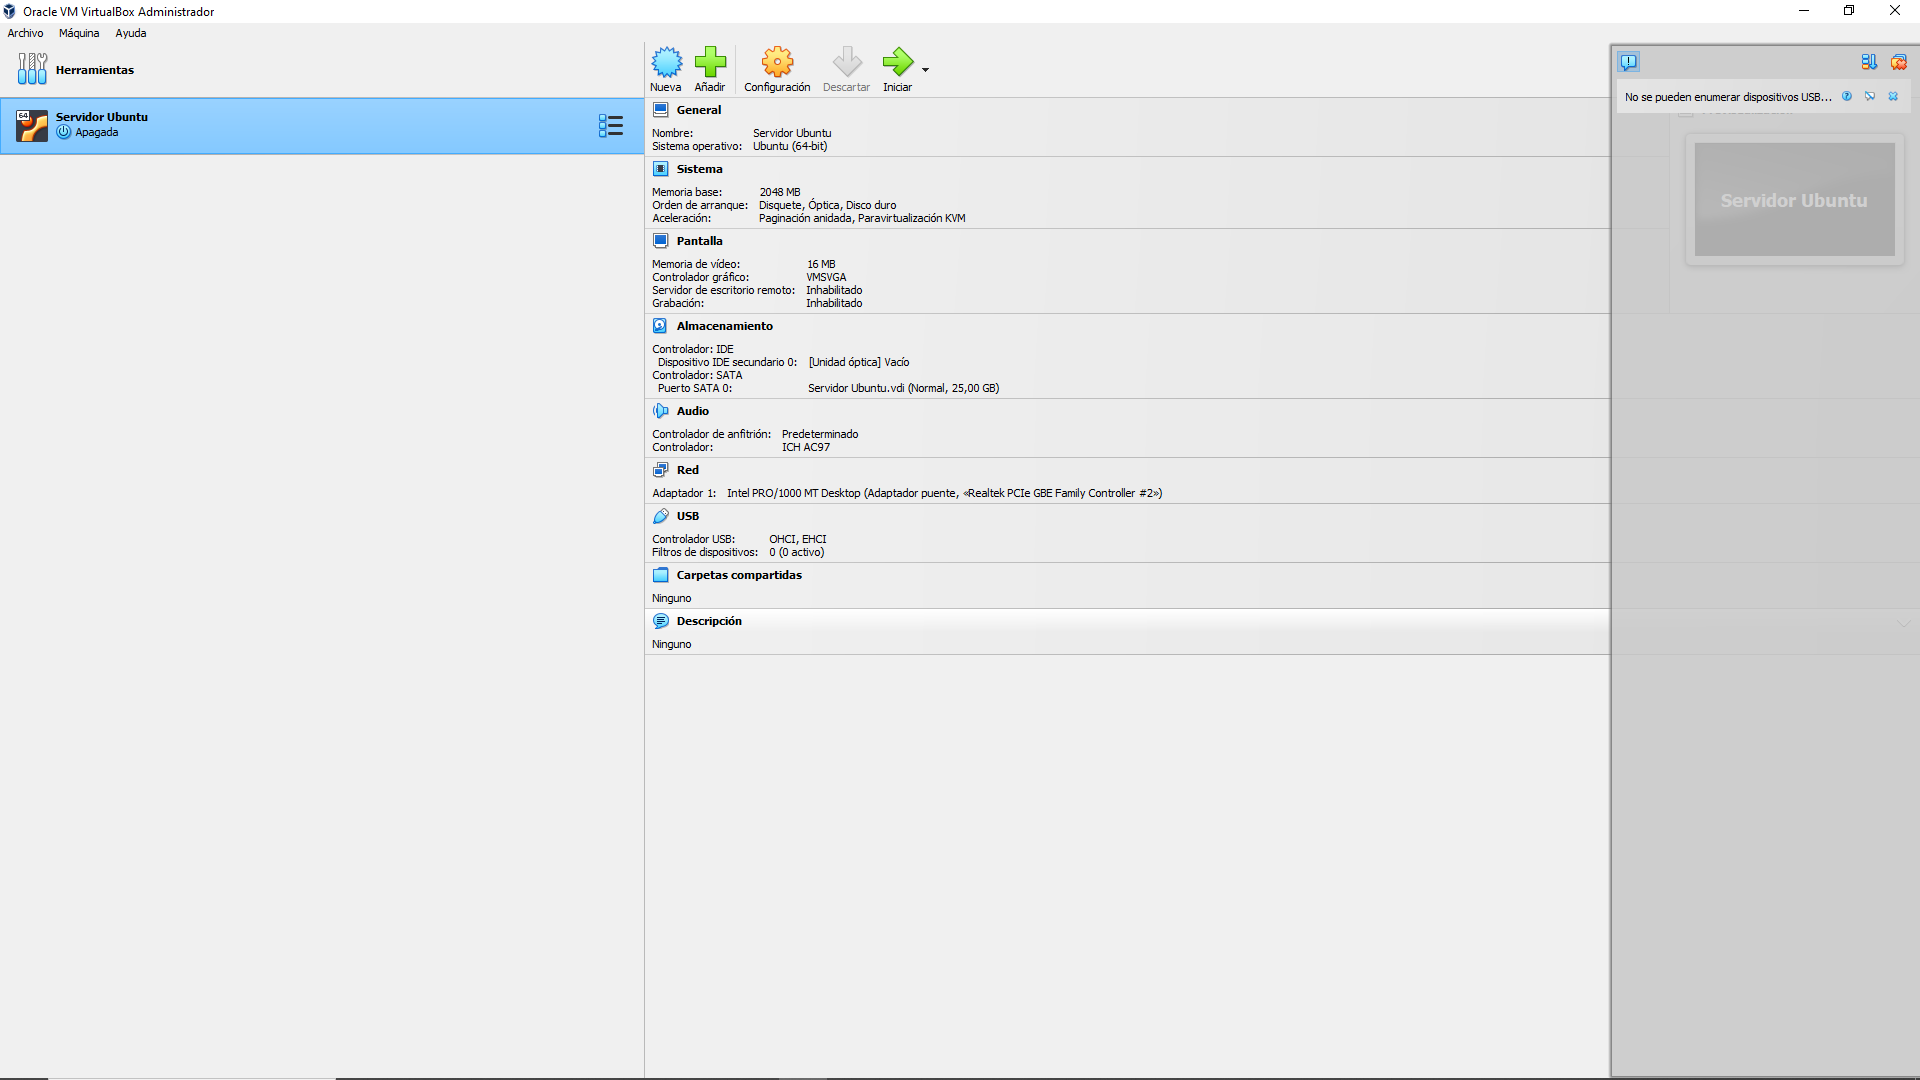 Oracle VM VirtualBox Administrador
Archivo Máquina Ayuda
Herramientas
64
Servidor Ubuntu
Apagada
Nueva Añadir Configuración Descartar Iniciar
General
Nombre: Servidor Ubuntu
Sistema operativo: Ubuntu (64-bit)
Sistema
Memoria base: 2048 MB
Orden de arranque: Disquete, Óptica, Disco duro
Aceleración: Paginación anidada, Paravirtualización KVM
Pantalla
Memoria de vídeo: 16 MB
Controlador gráfico: VMSVGA
Servidor de escritorio remoto: Inhabilitado
Grabación: Inhabilitado
Almacenamiento
Controlador: IDE
Dispositivo IDE secundario 0: [Unidad óptica] Vacío
Controlador: SATA
Puerto SATA 0: Servidor Ubuntu.vdi (Normal, 25,00 GB)
Audio
Controlador de anfitrión: Predeterminado
Controlador: ICH AC97
Red
Adaptador 1: Intel PRO/1000 MT Desktop (Adaptador puente, «Realtek PCIe GBE Family Controller #2»)
USB
Controlador USB: OHCI, EHCI
Filtros de dispositivos: 0 (0 activo)
Carpetas compartidas
Ninguno
Descripción
Ninguno
No se pueden enumerar dispositivos USB...
Servidor Ubuntu